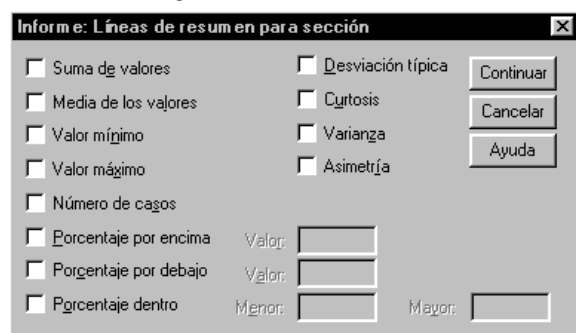 Informe: Líneas de resumen para sección
Suma de valores
Desviación típica
Continuar
Media de los valores
Curtosis
Cancelar
Valor mínimo
Varianza
Ayuda
Valor máximo
Asimetría
Número de casos
Porcentaje por encima Valor:
Porcentaje por debajo Valor:
Porcentaje dentro Menor: Mayor: